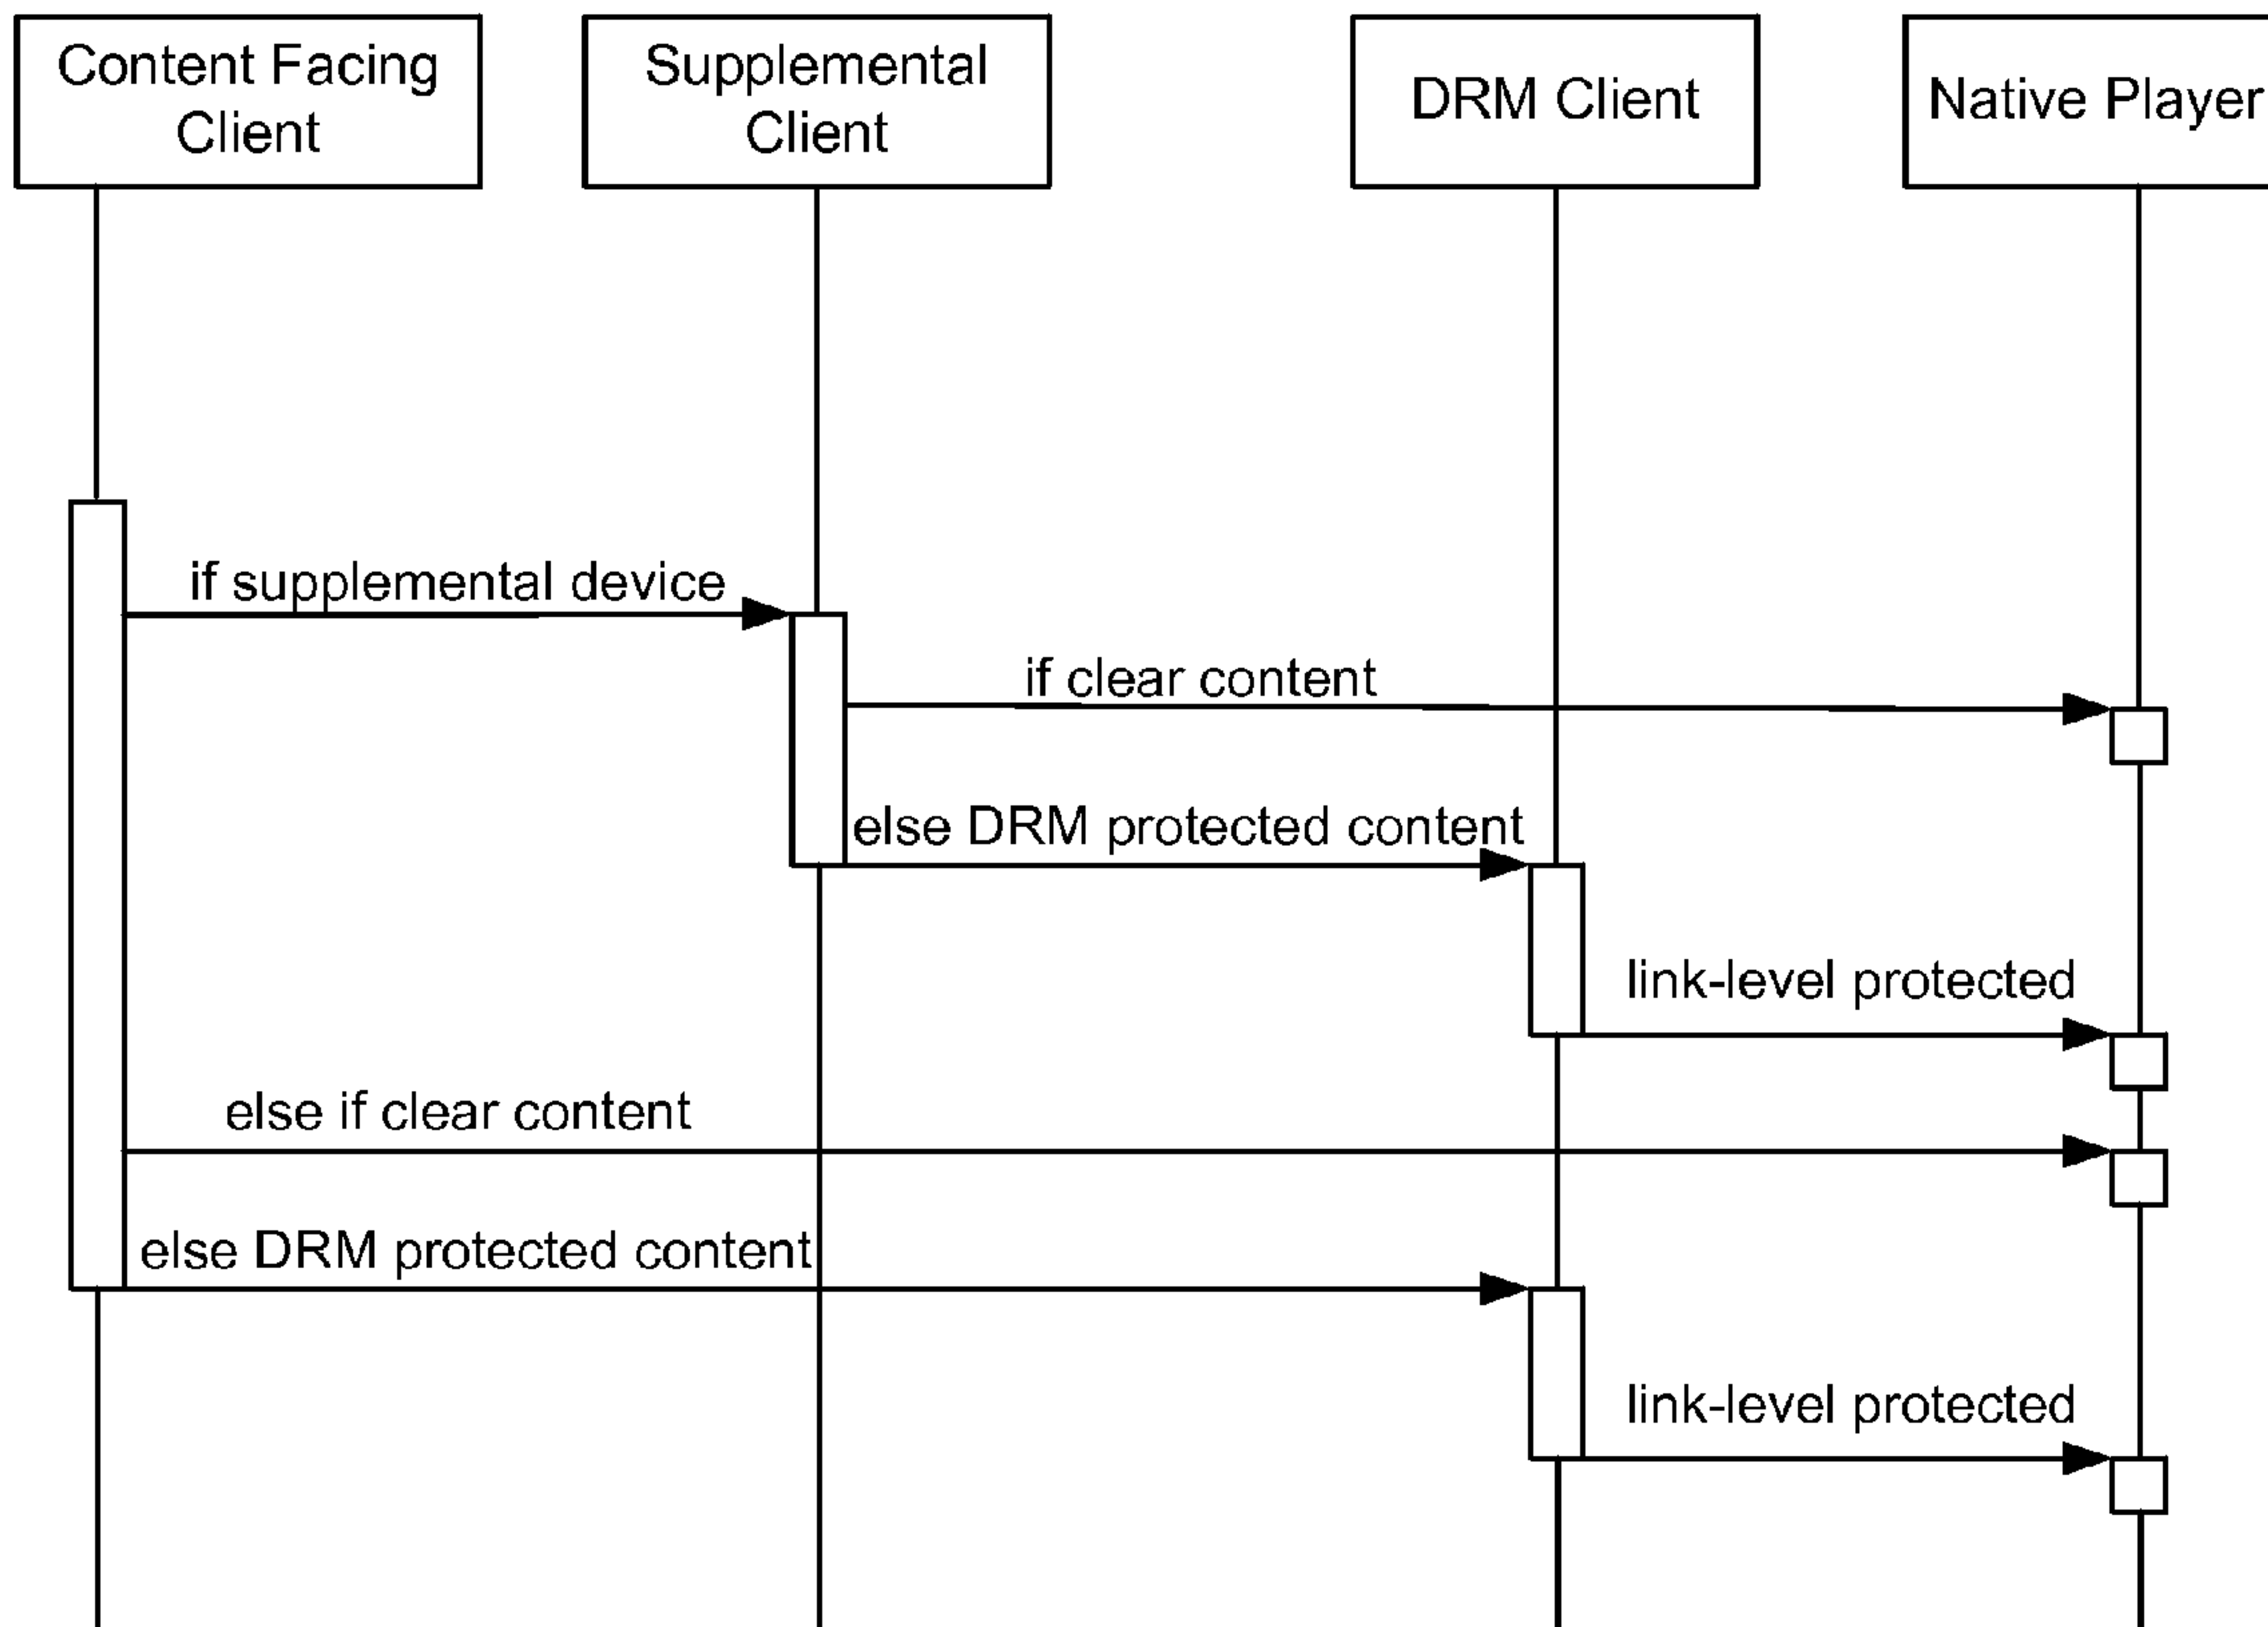 Content Facing
Client
Supplemental
Client
DRM Client
Native Player
if supplemental device
if clear content
else DRM protected content
link-level protected
else if clear content
else DRM protected content
link-level protected